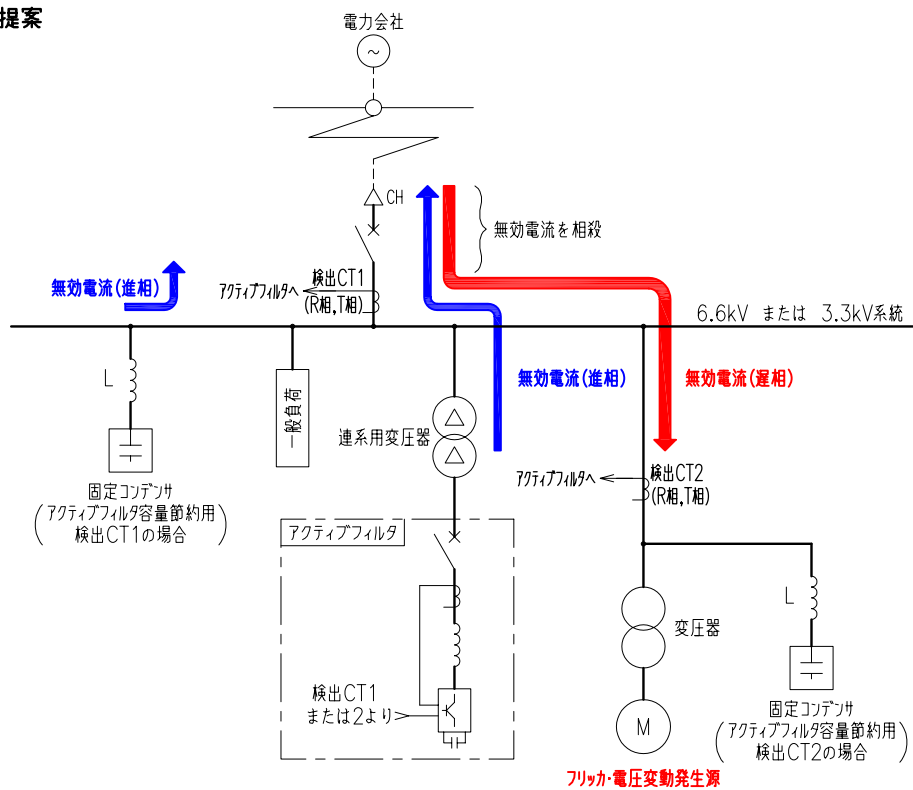 提案
電力会社
～
CH
無効電流を相殺
検出CT1
(R相,T相)
アクティブフィルタへ
無効電流(進相)
6.6kV または 3.3kV系統
L
一般負荷
連系用変圧器
無効電流(進相)
無効電流(遅相)
アクティブフィルタへ
検出CT2
(R相,T相)
固定コンデンサ
(アクティブフィルタ容量節約用)
検出CT1の場合
アクティブフィルタ
検出CT1
または2より
変圧器
L
M
固定コンデンサ
(アクティブフィルタ容量節約用)
検出CT2の場合
フリッカ・電圧変動発生源